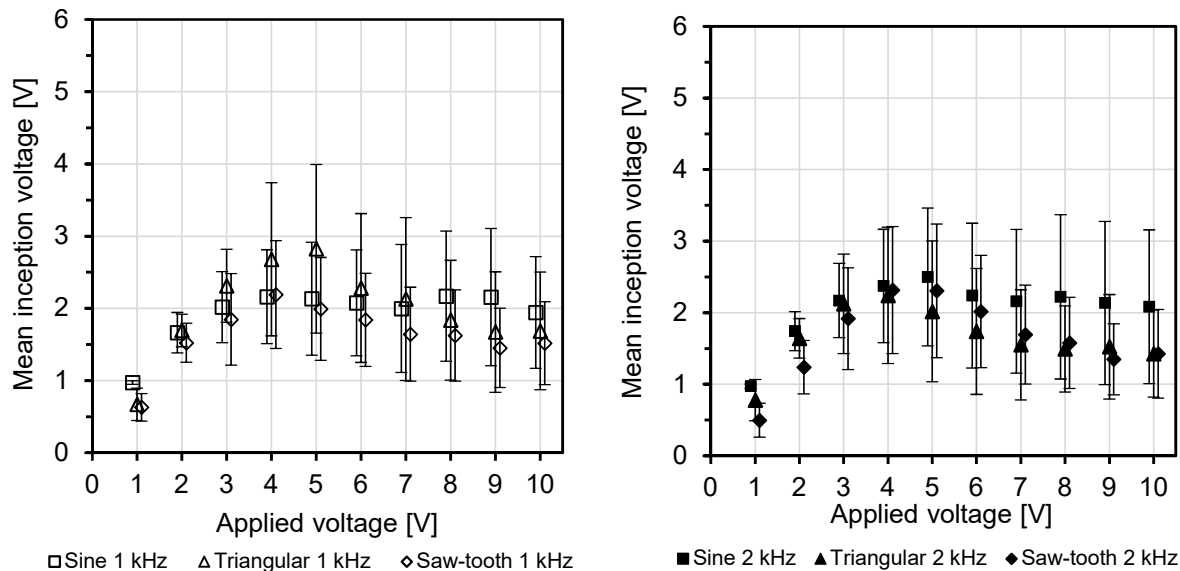 6
5
4
3
2
1
0
Mean inception voltage [V]
0 1 2 3 4 5 6 7 8 9 10
Applied voltage [V]
Sine 1 kHz Triangular 1 kHz Saw-tooth 1 kHz
6
5
4
3
2
1
0
Mean inception voltage [V]
0 1 2 3 4 5 6 7 8 9 10
Applied voltage [V]
Sine 2 kHz Triangular 2 kHz Saw-tooth 2 kHz